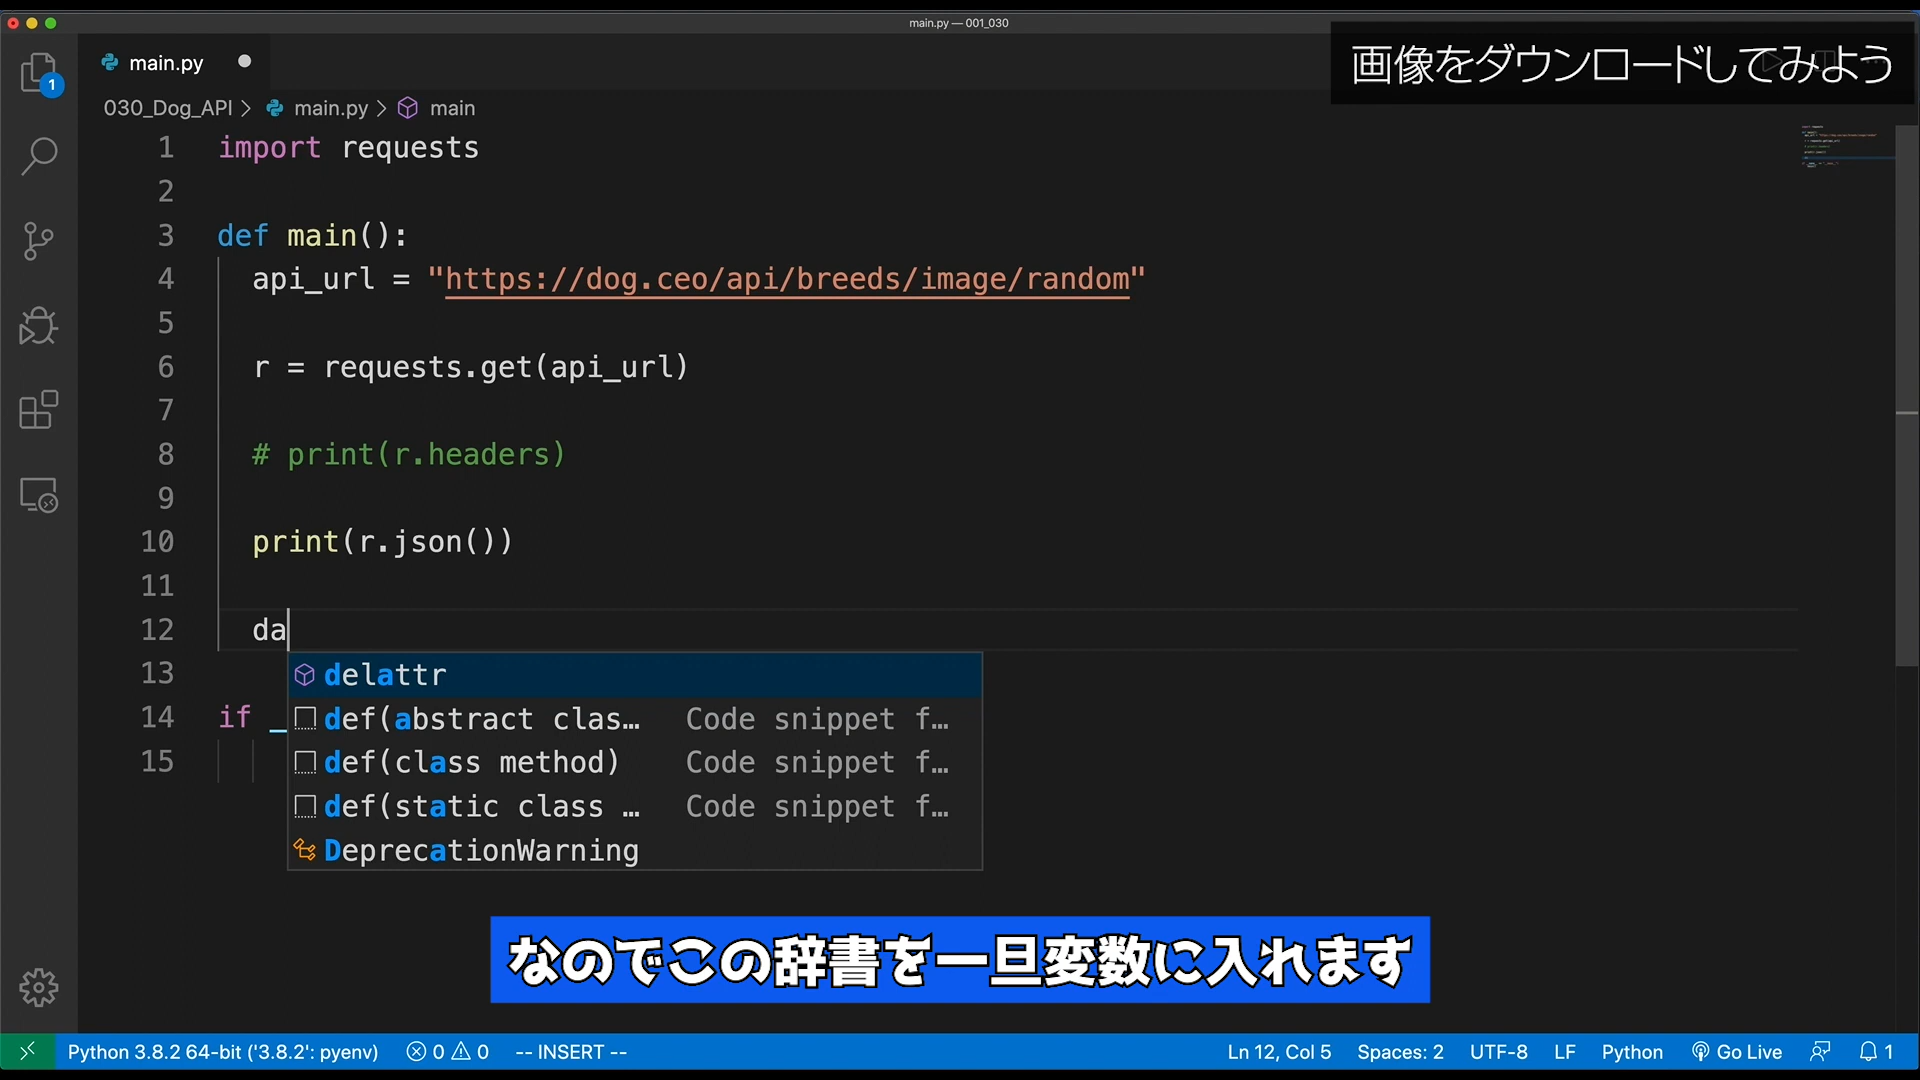 main.py — 001_030
画像をダウンロードしてみよう
1
main.py
030_Dog_API > main.py > main
1 import requests
2
3 def main():
4 api_url = "https://dog.ceo/api/breeds/image/random"
5
6 r = requests.get(api_url)
7
8 # print(r.headers)
9
10 print(r.json())
11
12 da
13
14 if _
15
delattr
def(abstract clas… Code snippet f…
def(class method) Code snippet f…
def(static class … Code snippet f…
DeprecationWarning
なのでこの辞書を一旦変数に入れます
Python 3.8.2 64-bit ('3.8.2': pyenv) 0 0 -- INSERT -- Ln 12, Col 5 Spaces: 2 UTF-8 LF Python Go Live 1